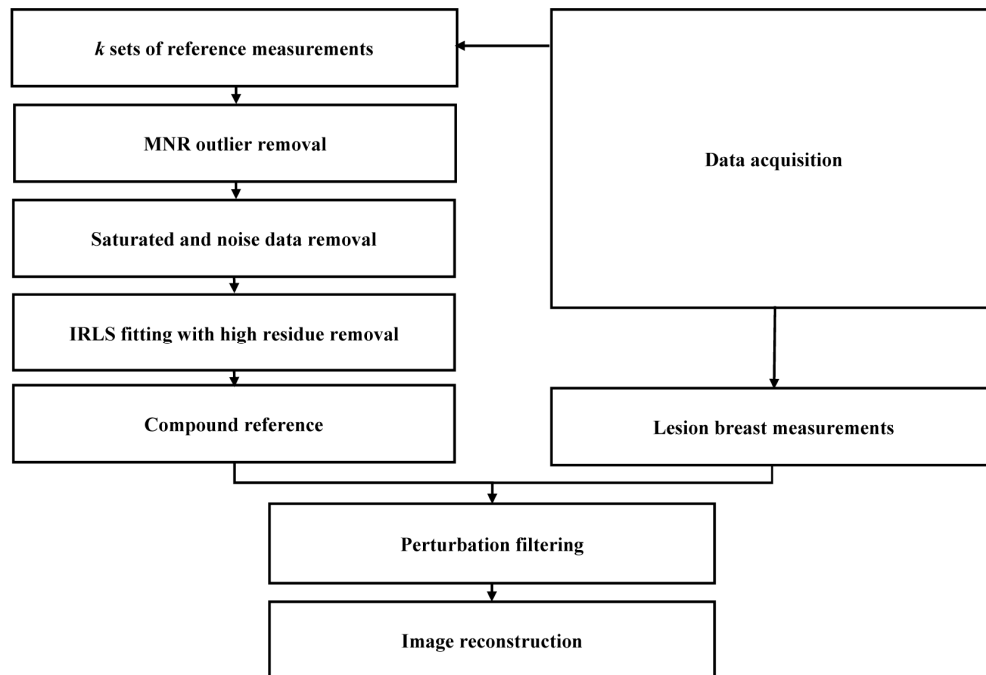 k sets of reference measurements
MNR outlier removal
Data acquisition
Saturated and noise data removal
IRLS fitting with high residue removal
Compound reference
Lesion breast measurements
Perturbation filtering
Image reconstruction